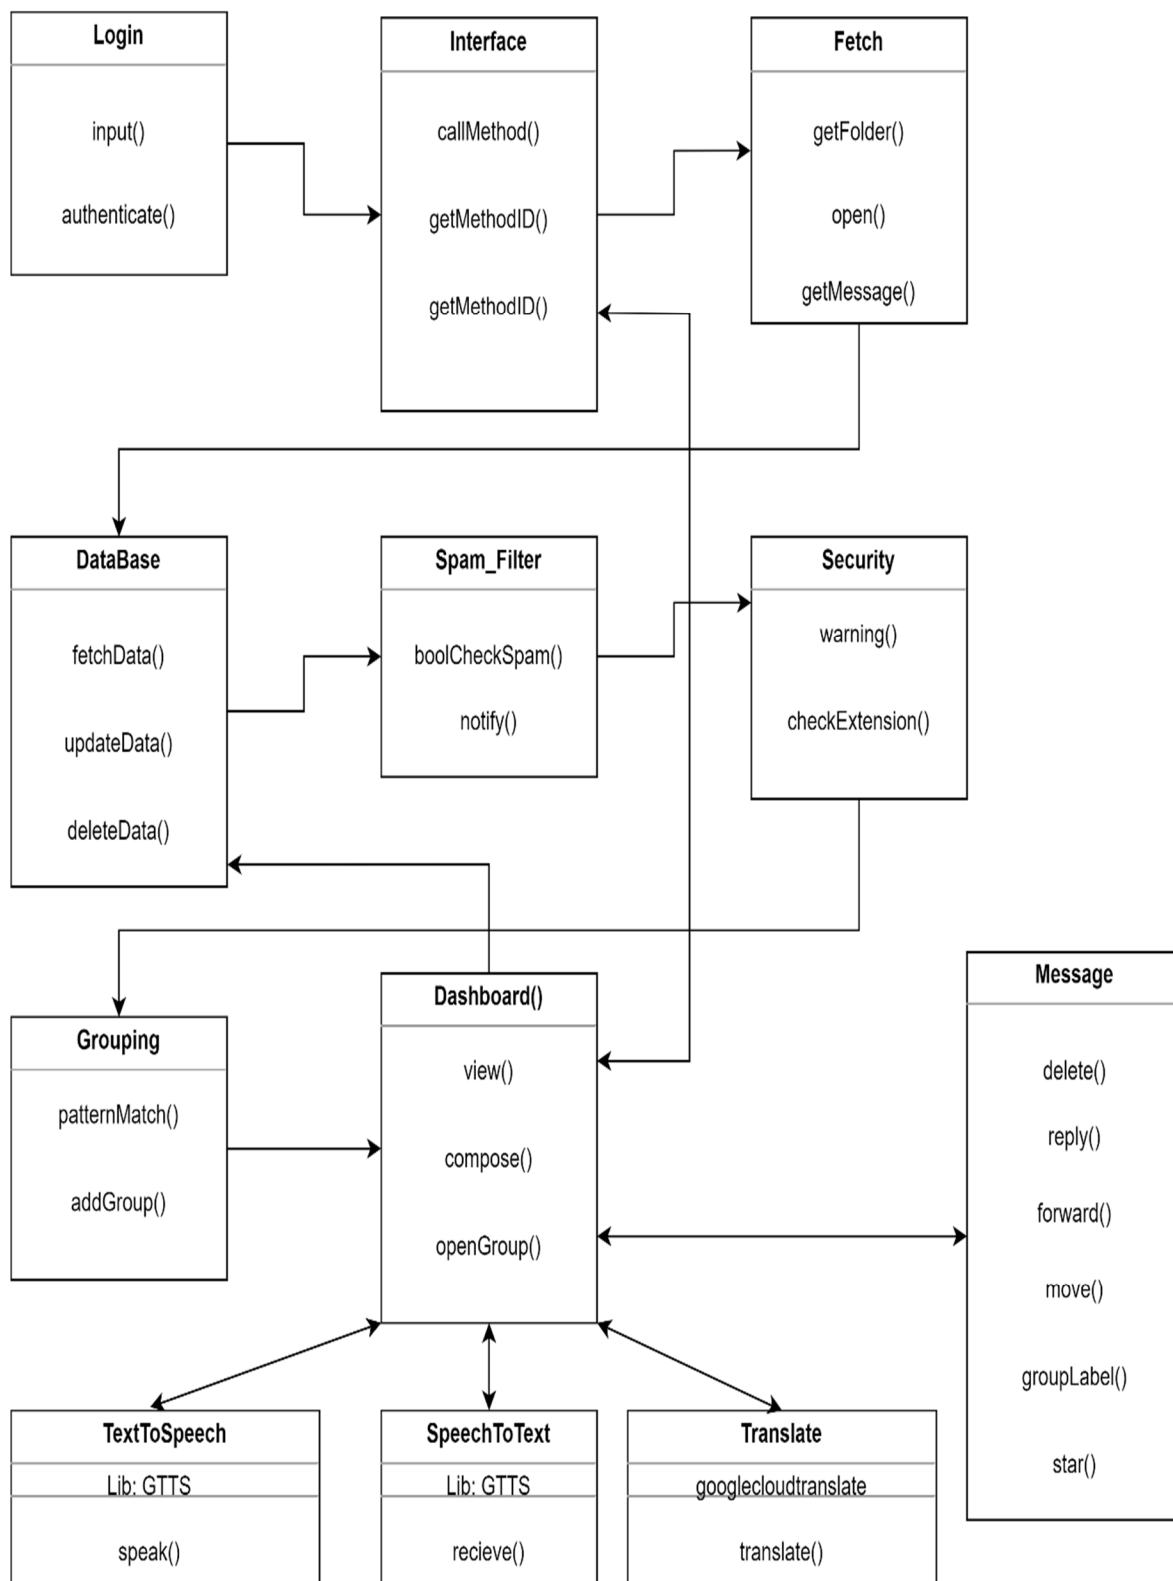 Login
input()
authenticate()
Interface
callMethod()
getMethodID()
getMethodID()
Fetch
getFolder()
open()
getMessage()
DataBase
fetchData()
updateData()
deleteData()
Spam_Filter
boolCheckSpam()
notify()
Security
warning()
checkExtension()
Grouping
patternMatch()
addGroup()
Dashboard()
view()
compose()
openGroup()
Message
delete()
reply()
forward()
move()
groupLabel()
star()
TextToSpeech
Lib: GTTS
speak()
SpeechToText
Lib: GTTS
recieve()
Translate
googlecloudtranslate
translate()